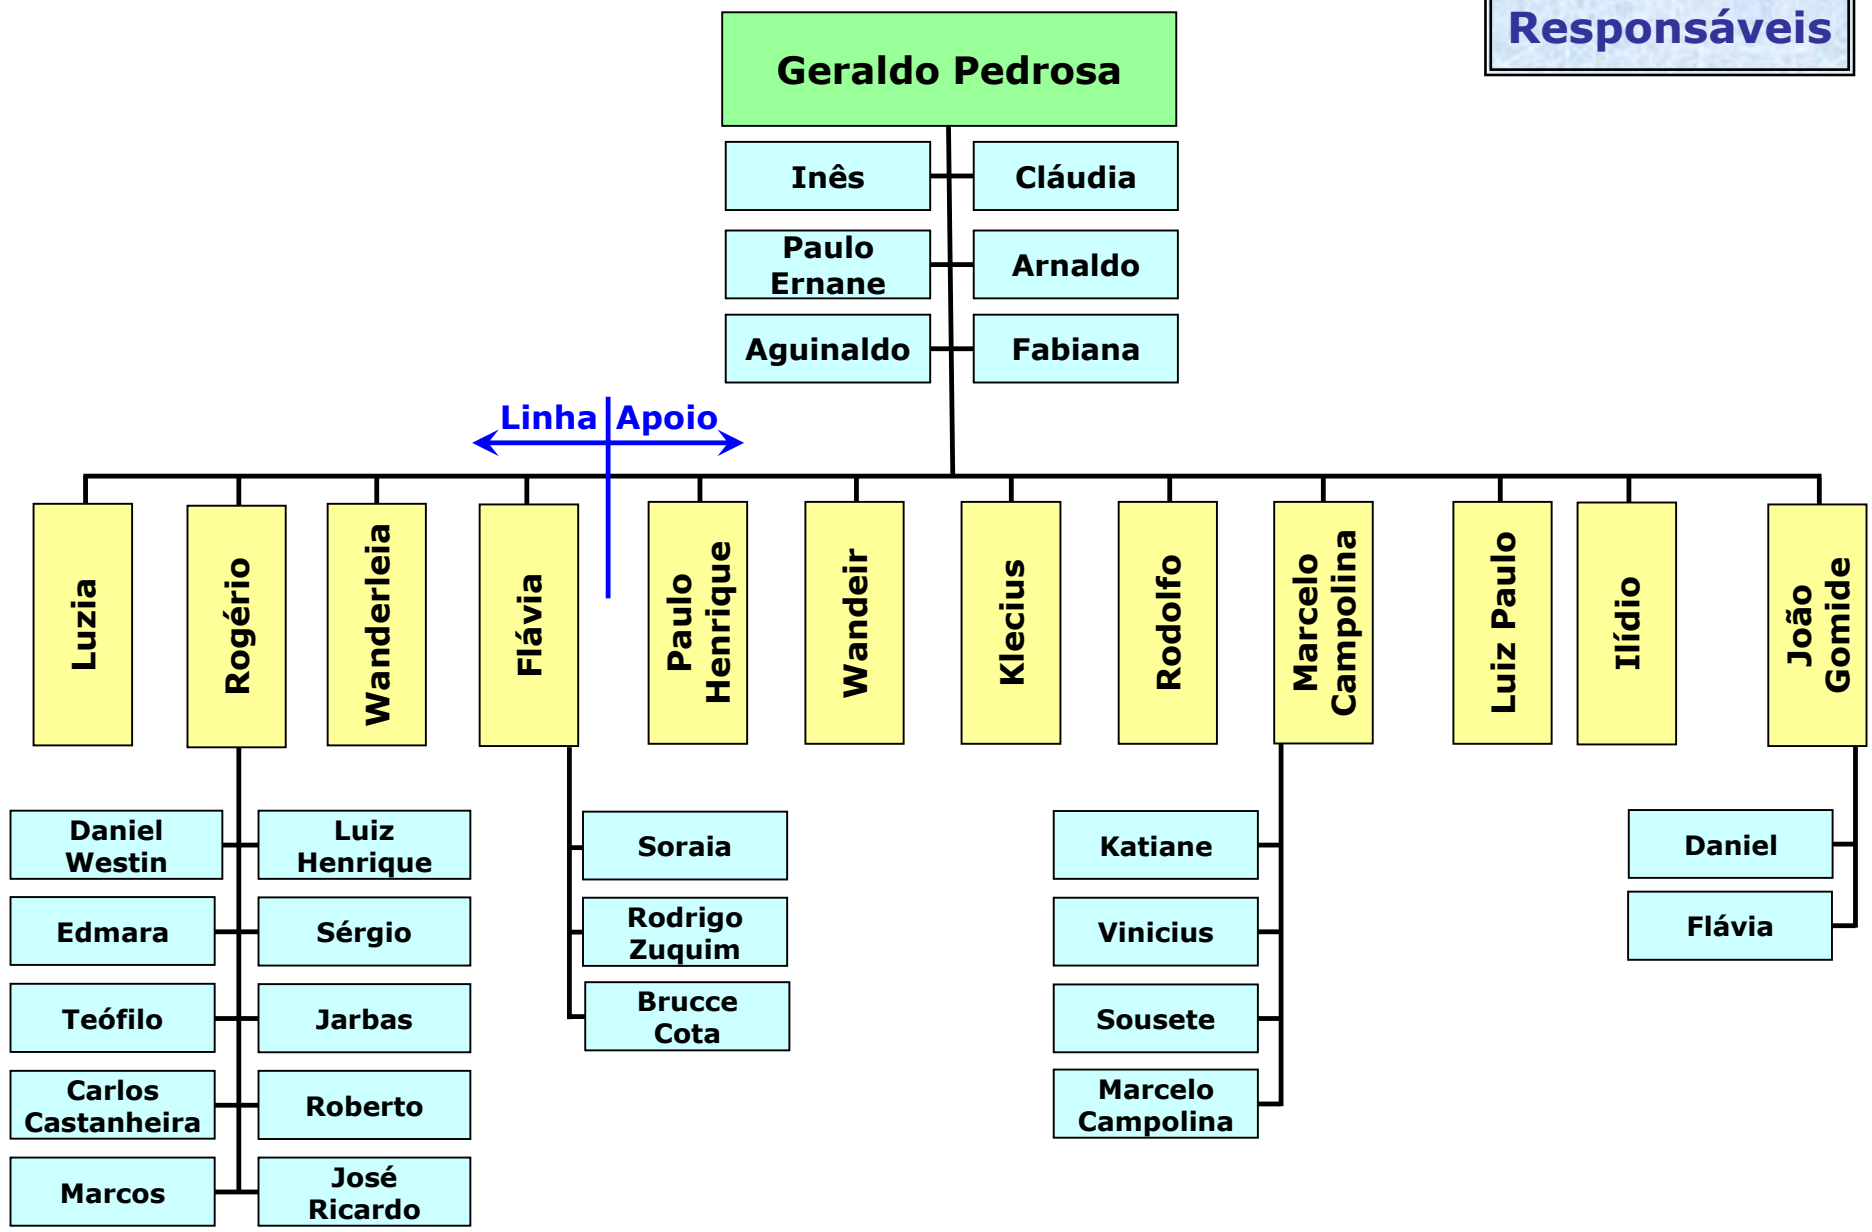 Responsáveis
Geraldo Pedrosa
Inês
Cláudia
Paulo
Ernane
Arnaldo
Aguinaldo
Fabiana
Linha
Apoio
Luzia
Rogério
Wanderleia
Flávia
Paulo
Henrique
Wandeir
Klecius
Rodolfo
Marcelo
Campolina
Luiz Paulo
Ilídio
João
Gomide
Daniel
Westin
Luiz
Henrique
Edmara
Sérgio
Teófilo
Jarbas
Carlos
Castanheira
Roberto
Marcos
José
Ricardo
Soraia
Rodrigo
Zuquim
Brucce
Cota
Katiane
Vinicius
Sousete
Marcelo
Campolina
Daniel
Flávia